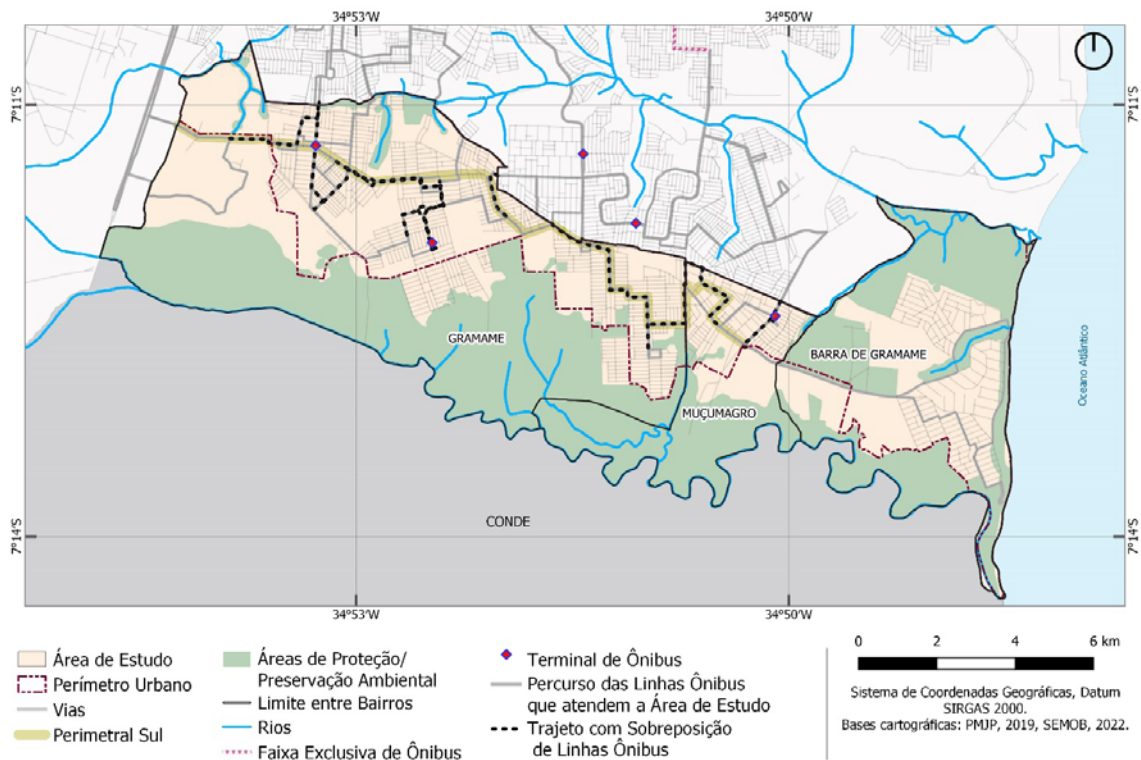 34°53'W
34°50'W
7°11'S
7°11'S
GRAMAME
BARRA DE GRAMAME
MUÇUMAGRO
Oceano Atlântico
CONDE
7°14'S
7°14'S
34°53'W
34°50'W
Área de Estudo
Perímetro Urbano
Vias
Perimetral Sul
Áreas de Proteção/
Preservação Ambiental
Limite entre Bairros
Rios
Faixa Exclusiva de Ônibus
Terminal de Ônibus
Percurso das Linhas Ônibus
que atendem a Área de Estudo
Trajeto com Sobreposição
de Linhas Ônibus
0 2 4 6 km
Sistema de Coordenadas Geográficas, Datum
SIRGAS 2000.
Bases cartográficas: PMJP, 2019, SEMOB, 2022.